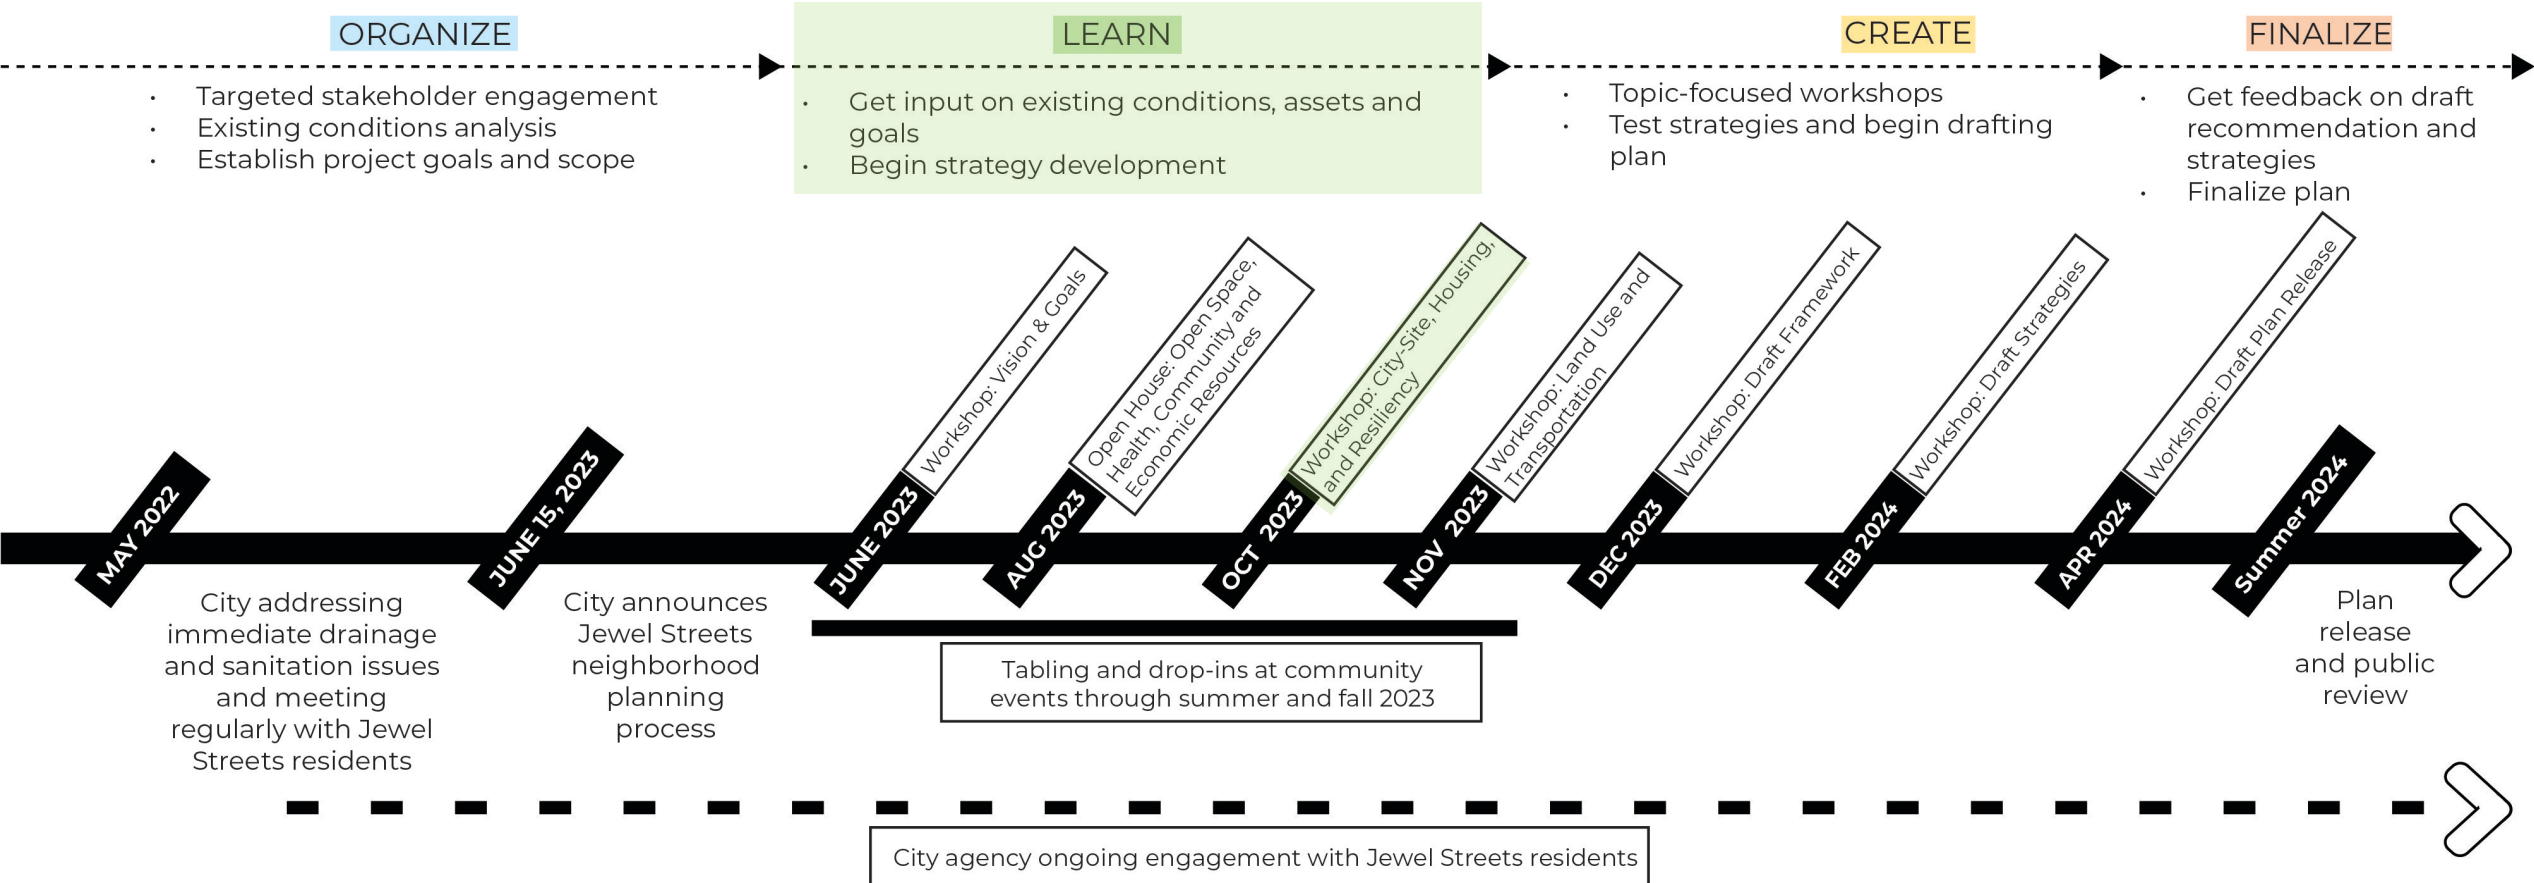 ORGANIZE
• Targeted stakeholder engagement
• Existing conditions analysis
• Establish project goals and scope
LEARN
• Get input on existing conditions, assets and
goals
• Begin strategy development
CREATE
• Topic-focused workshops
• Test strategies and begin drafting
plan
FINALIZE
• Get feedback on draft
recommendation and
strategies
• Finalize plan
MAY 2022
City addressing
immediate drainage
and sanitation issues
and meeting
regularly with Jewel
Streets residents
JUNE 15, 2023
City announces
Jewel Streets
neighborhood
planning
process
JUNE 2023
Workshop: Vision & Goals
AUG 2023
Open House: Open Space,
Health, Community and
Economic Resources
OCT 2023
Workshop: City-Site, Housing,
and Resiliency
NOV 2023
Workshop: Land Use and
Transportation
DEC 2023
Workshop: Draft Framework
FEB 2024
Workshop: Draft Strategies
APR 2024
Workshop: Draft Plan Release
Summer 2024
Plan
release
and public
review
Tabling and drop-ins at community
events through summer and fall 2023
City agency ongoing engagement with Jewel Streets residents